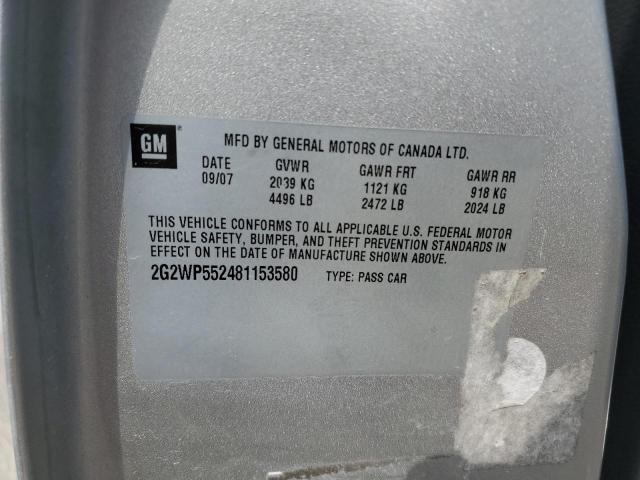 GM
MFD BY GENERAL MOTORS OF CANADA LTD.
DATE GVWR GAWR FRT GAWR RR
09/07 2039 KG 1121 KG 918 KG
4496 LB 2472 LB 2024 LB
THIS VEHICLE CONFORMS TO ALL APPLICABLE U.S. FEDERAL MOTOR
VEHICLE SAFETY, BUMPER, AND THEFT PREVENTION STANDARDS IN
EFFECT ON THE DATE OF MANUFACTURE SHOWN ABOVE.
2G2WP552481153580 TYPE: PASS CAR